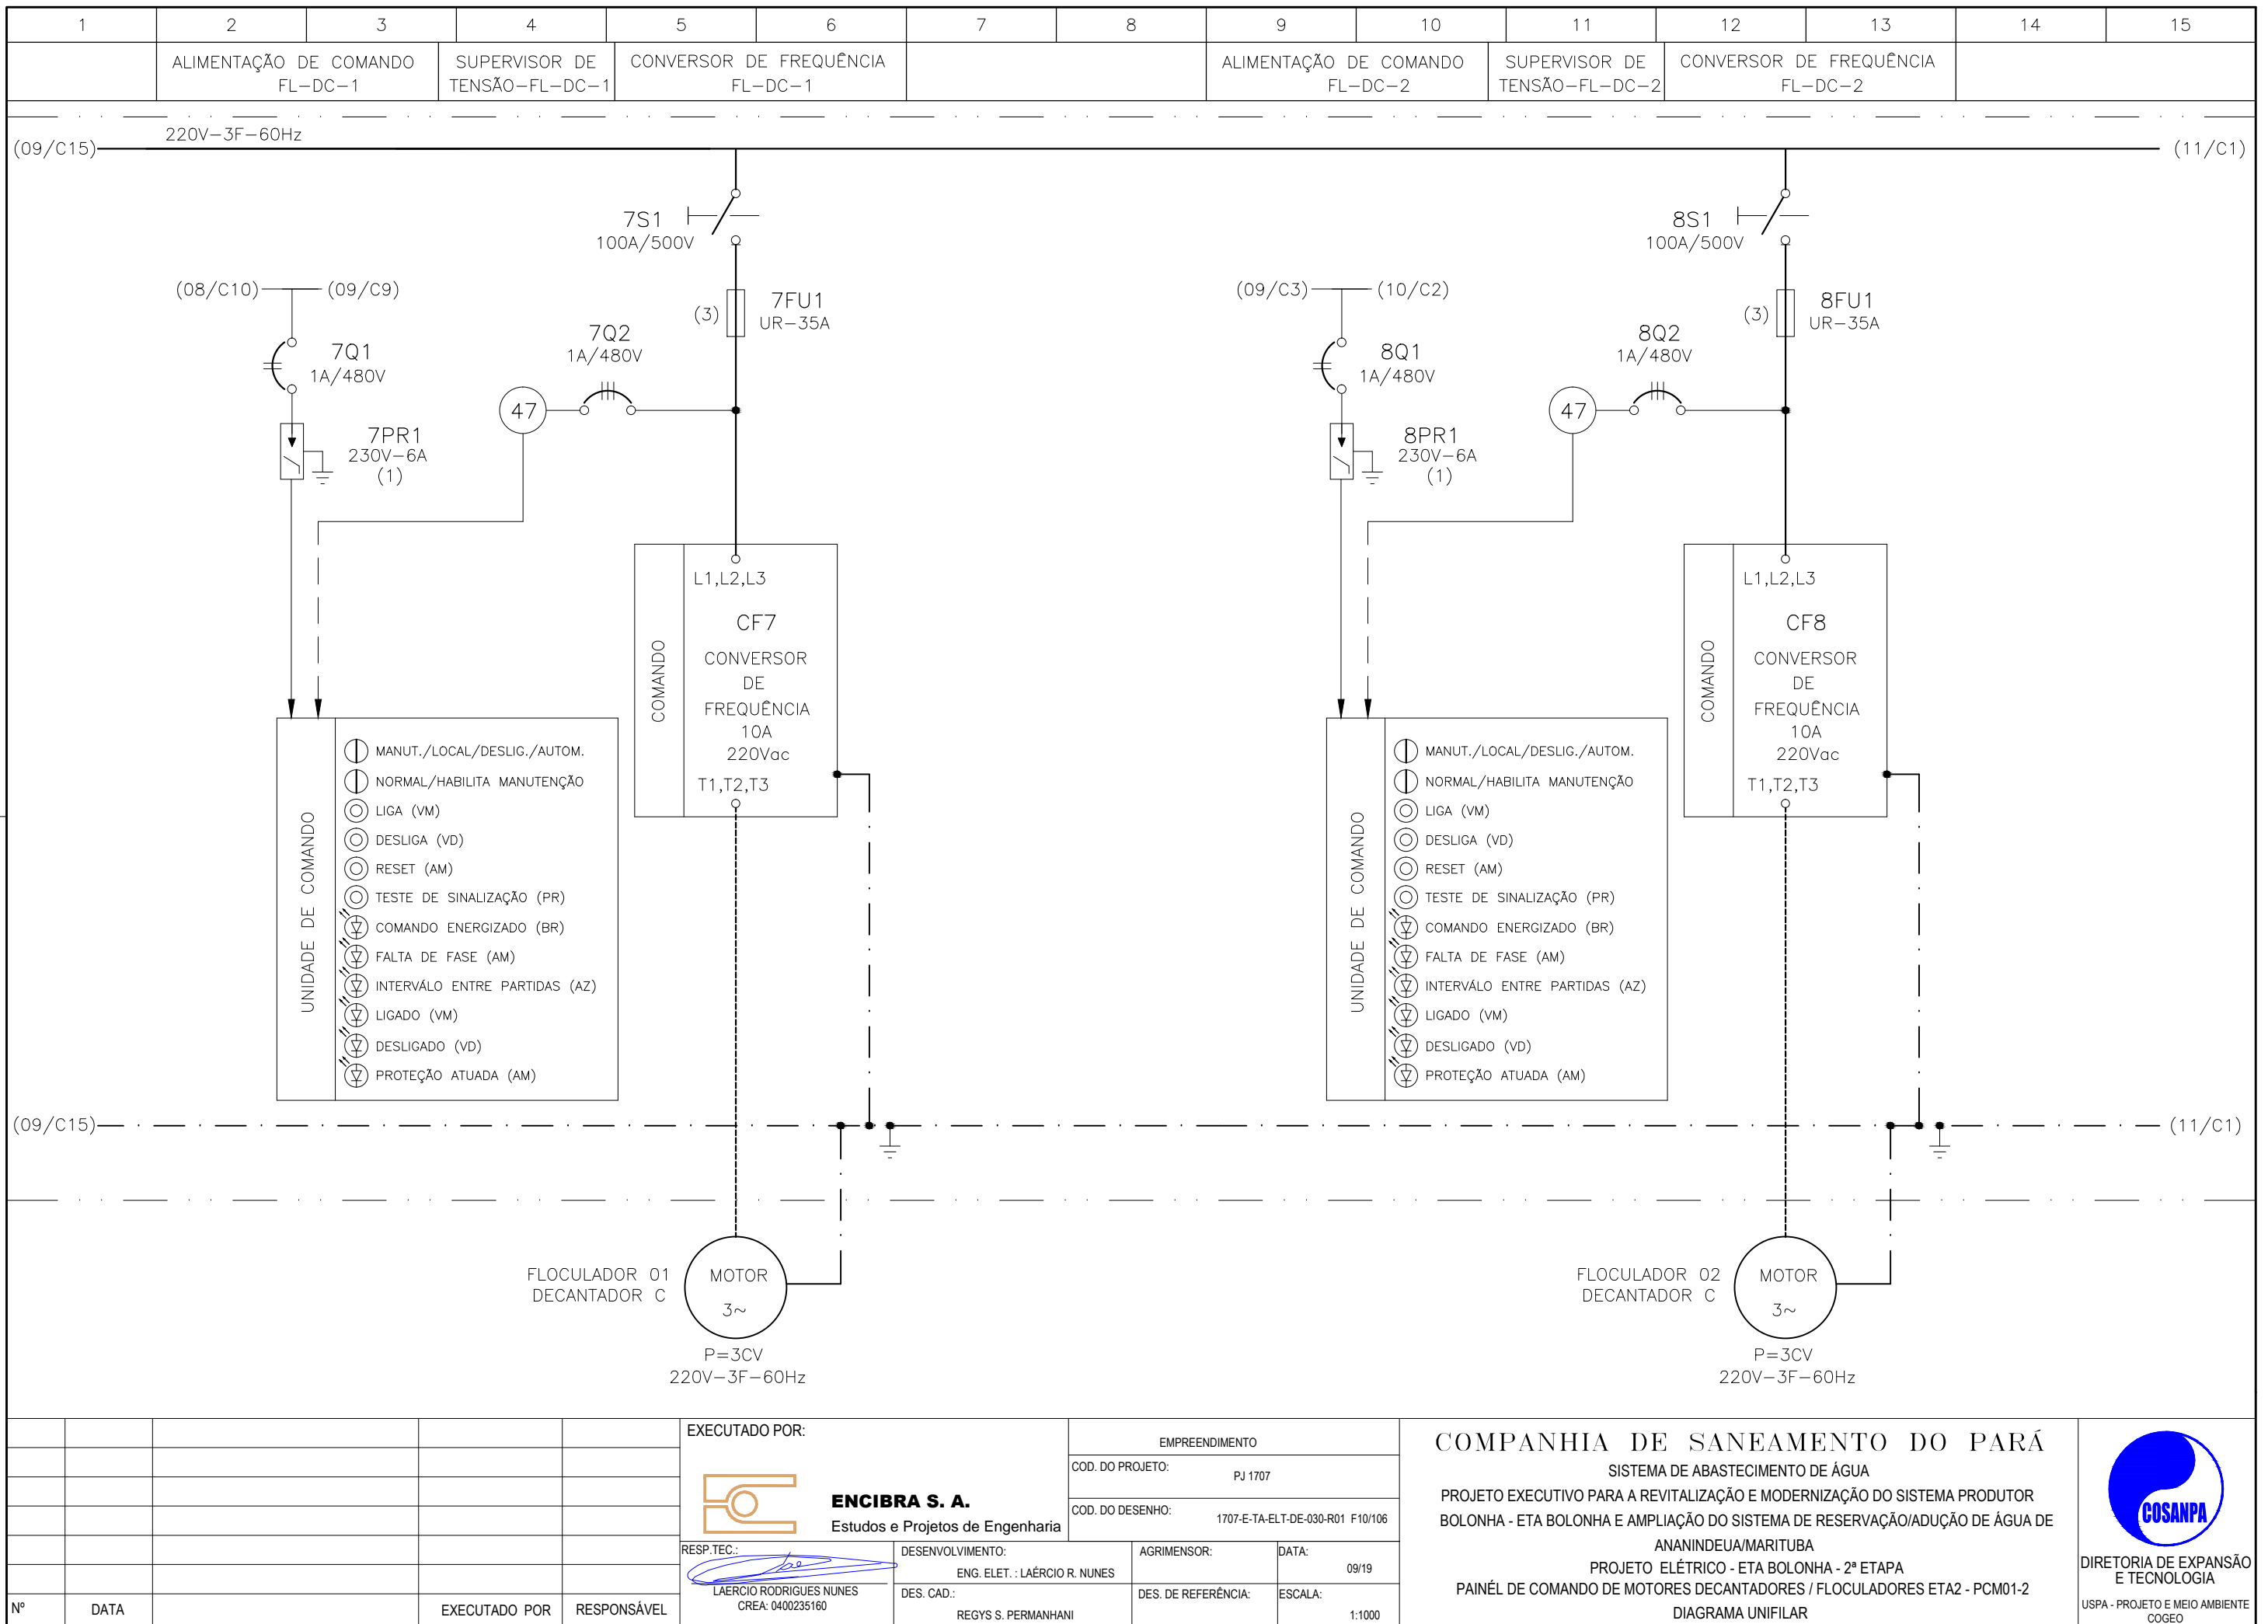 1 2 3 4 5 6 7 8 9 10 11 12 13 14 15
ALIMENTAÇÃO DE COMANDO
FL-DC-1
SUPERVISOR DE
TENSÃO-FL-DC-1
CONVERSOR DE FREQUÊNCIA
FL-DC-1
ALIMENTAÇÃO DE COMANDO
FL-DC-2
SUPERVISOR DE
TENSÃO-FL-DC-2
CONVERSOR DE FREQUÊNCIA
FL-DC-2
220V-3F-60Hz
(09/C15)
(11/C1)
7S1
100A/500V
(08/C10)
(09/C9)
7FU1
(3)
UR-35A
7Q2
1A/480V
7Q1
1A/480V
47
7PR1
230V-6A
(1)
L1,L2,L3
CF7
CONVERSOR
DE
FREQUÊNCIA
10A
220Vac
T1,T2,T3
COMANDO
UNIDADE DE COMANDO
MANUT./LOCAL/DESLIG./AUTOM.
NORMAL/HABILITA MANUTENÇÃO
LIGA (VM)
DESLIGA (VD)
RESET (AM)
TESTE DE SINALIZAÇÃO (PR)
COMANDO ENERGIZADO (BR)
FALTA DE FASE (AM)
INTERVÁLO ENTRE PARTIDAS (AZ)
LIGADO (VM)
DESLIGADO (VD)
PROTEÇÃO ATUADA (AM)
8S1
100A/500V
(09/C3)
(10/C2)
8FU1
(3)
UR-35A
8Q2
1A/480V
8Q1
1A/480V
47
8PR1
230V-6A
(1)
L1,L2,L3
CF8
CONVERSOR
DE
FREQUÊNCIA
10A
220Vac
T1,T2,T3
COMANDO
UNIDADE DE COMANDO
MANUT./LOCAL/DESLIG./AUTOM.
NORMAL/HABILITA MANUTENÇÃO
LIGA (VM)
DESLIGA (VD)
RESET (AM)
TESTE DE SINALIZAÇÃO (PR)
COMANDO ENERGIZADO (BR)
FALTA DE FASE (AM)
INTERVÁLO ENTRE PARTIDAS (AZ)
LIGADO (VM)
DESLIGADO (VD)
PROTEÇÃO ATUADA (AM)
(09/C15)
(11/C1)
FLOCULADOR 01
DECANTADOR C
MOTOR
3~
P=3CV
220V-3F-60Hz
FLOCULADOR 02
DECANTADOR C
MOTOR
3~
P=3CV
220V-3F-60Hz
Nº DATA EXECUTADO POR RESPONSÁVEL
EXECUTADO POR:
ENCIBRA S. A.
Estudos e Projetos de Engenharia
EMPREENDIMENTO
COD. DO PROJETO:
PJ 1707
COD. DO DESENHO:
1707-E-TA-ELT-DE-030-R01 F10/106
RESP.TEC.:
LAERCIO RODRIGUES NUNES
CREA: 0400235160
DESENVOLVIMENTO:
ENG. ELET. : LAÉRCIO R. NUNES
AGRIMENSOR:
DATA:
09/19
DES. CAD.:
REGYS S. PERMANHANI
DES. DE REFERÊNCIA:
ESCALA:
1:1000
COMPANHIA DE SANEAMENTO DO PARÁ
SISTEMA DE ABASTECIMENTO DE ÁGUA
PROJETO EXECUTIVO PARA A REVITALIZAÇÃO E MODERNIZAÇÃO DO SISTEMA PRODUTOR
BOLONHA - ETA BOLONHA E AMPLIAÇÃO DO SISTEMA DE RESERVAÇÃO/ADUÇÃO DE ÁGUA DE
ANANINDEUA/MARITUBA
PROJETO ELÉTRICO - ETA BOLONHA - 2ª ETAPA
PAINÉL DE COMANDO DE MOTORES DECANTADORES / FLOCULADORES ETA2 - PCM01-2
DIAGRAMA UNIFILAR
COSANPA
DIRETORIA DE EXPANSÃO
E TECNOLOGIA
USPA - PROJETO E MEIO AMBIENTE
COGEO